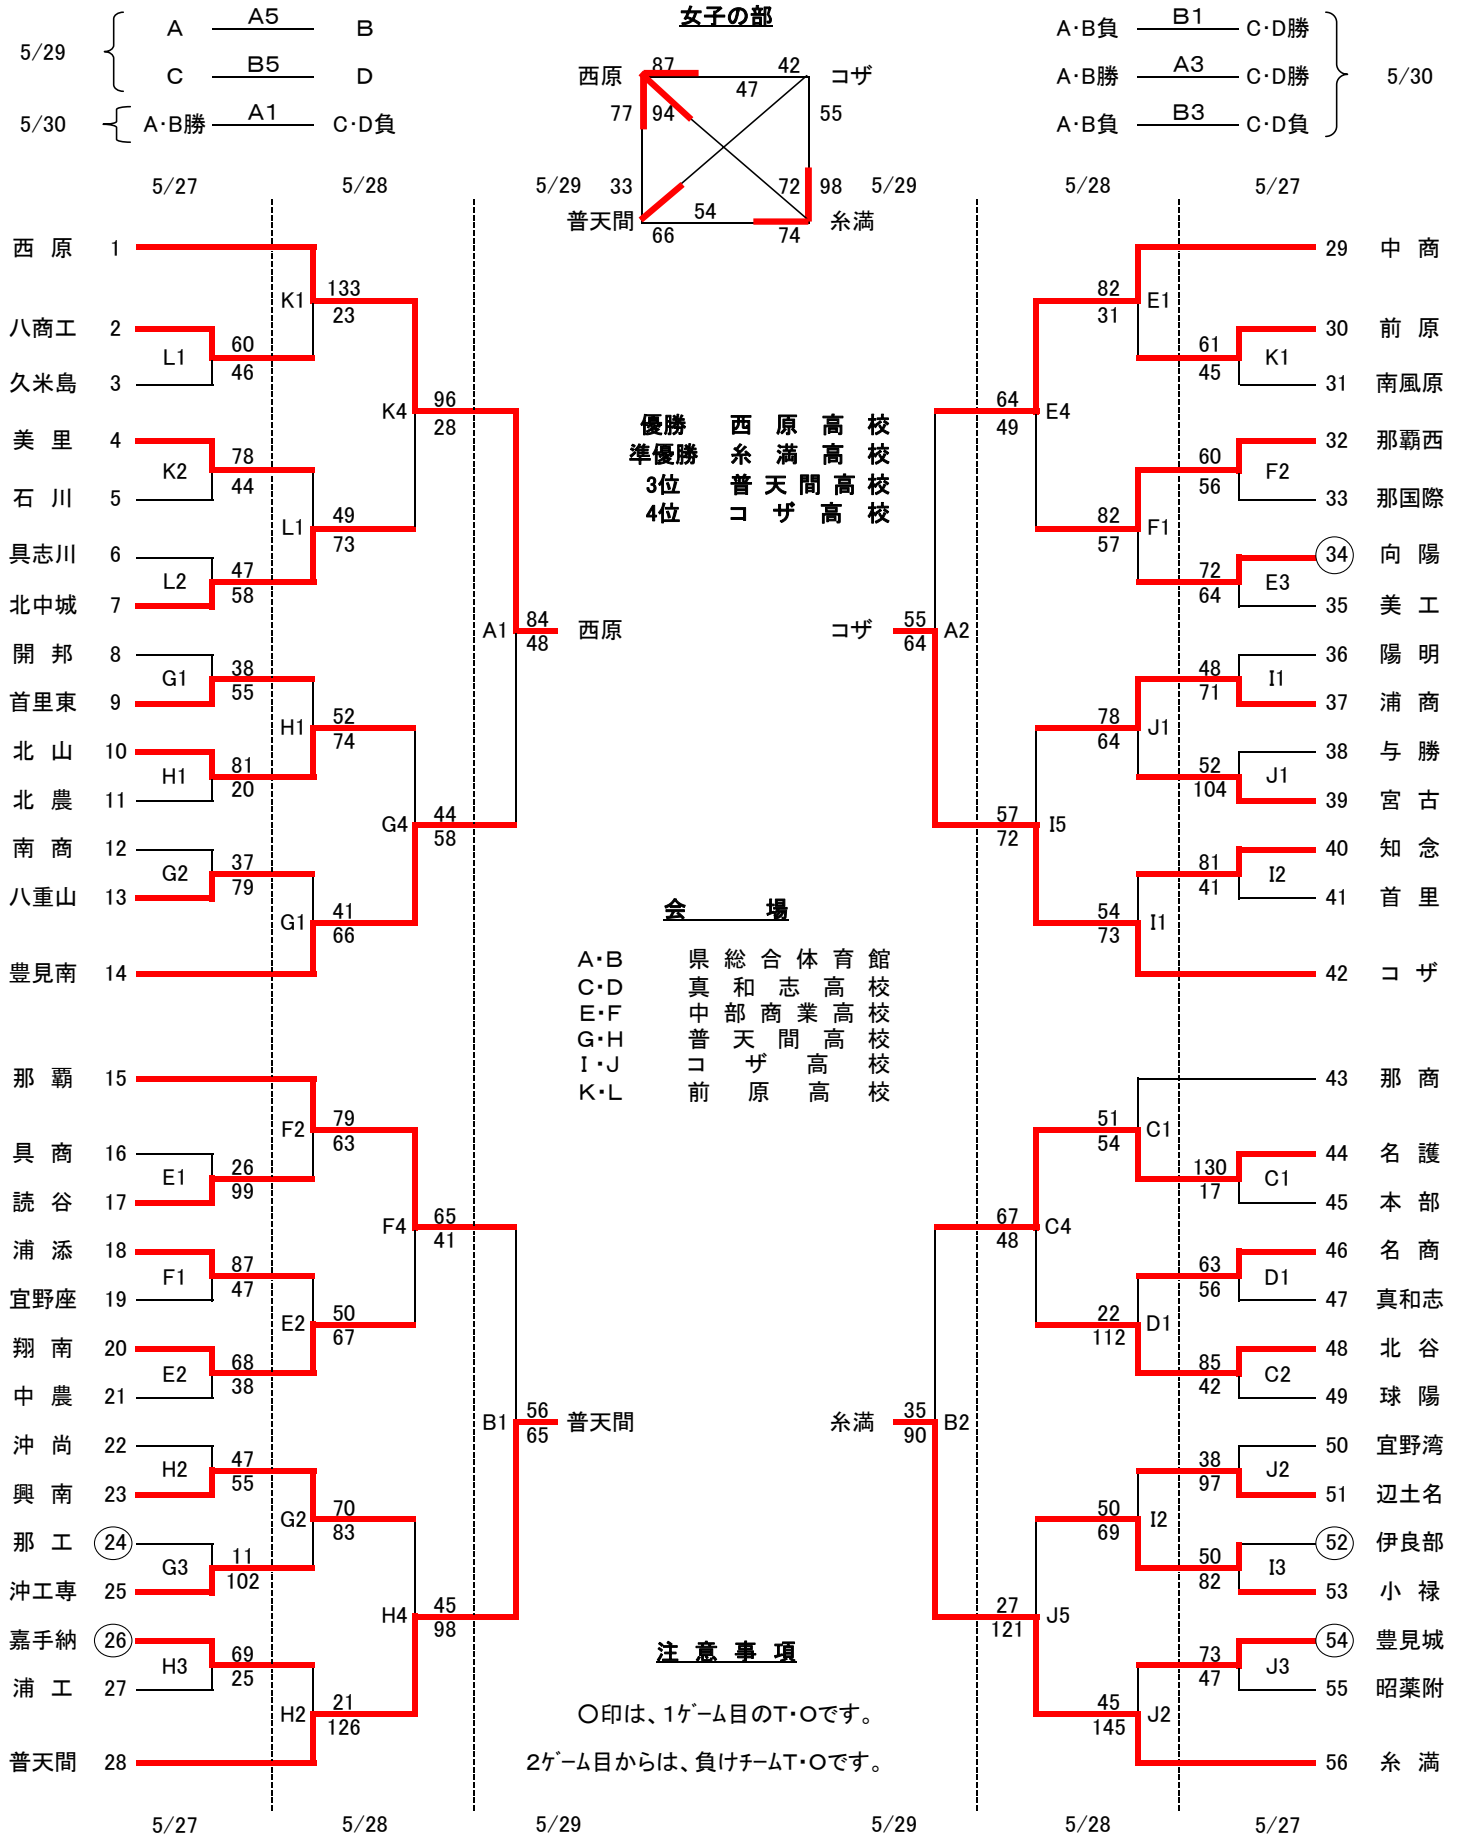 女子の部
5/29 A A5 B
C B5 D
5/30 A・B勝 A1 C・D負
A・B負 B1 C・D勝
A・B勝 A3 C・D勝 5/30
A・B負 B3 C・D負
西原 87 42 コザ
47
77 94 55
33 72 98
54
普天間 66 74 糸満
5/27 5/28 5/29 5/29 5/28 5/27
西原 1
K1 133
23
八商工 2
L1 60
46
久米島 3
K4 96
28
美里 4
K2 78
44
石川 5
L1 49
73
具志川 6
L2 47
58
北中城 7
A1 84
48
西原
開邦 8
G1 38
55
首里東 9
H1 52
74
北山 10
H1 81
20
北農 11
G4 44
58
南商 12
G2 37
79
八重山 13
G1 41
66
豊見南 14
那覇 15
F2 79
63
具商 16
E1 26
99
読谷 17
F4 65
41
浦添 18
F1 87
47
宜野座 19
E2 50
67
翔南 20
E2 68
38
中農 21
B1 56
65
普天間
沖尚 22
H2 47
55
興南 23
G2 70
83
那工 24
G3 11
102
沖工専 25
H4 45
98
嘉手納 26
H3 69
25
浦工 27
H2 21
126
普天間 28
優勝 西原高校
準優勝 糸満高校
3位 普天間高校
4位 コザ高校
会場
A・B 県総合体育館
C・D 真和志高校
E・F 中部商業高校
G・H 普天間高校
I・J コザ高校
K・L 前原高校
注意事項
○印は、1ゲーム目のT・Oです。
2ゲーム目からは、負けチームT・Oです。
29 中商
82 E1
31
30 前原
61 K1
45
31 南風原
64 E4
49
32 那覇西
60 F2
56
33 那国際
82 F1
57
34 向陽
72 E3
64
35 美工
コザ
55 A2
64
36 陽明
48 I1
71
37 浦商
78 J1
64
38 与勝
52 J1
104
39 宮古
57 I5
72
40 知念
81 I2
41
41 首里
54 I1
73
42 コザ
43 那商
51 C1
54
44 名護
130 C1
17
45 本部
67 C4
48
46 名商
63 D1
56
47 真和志
22 D1
112
48 北谷
85 C2
42
49 球陽
糸満
35 B2
90
50 宜野湾
38 J2
97
51 辺土名
50 I2
69
52 伊良部
50 I3
82
53 小禄
27 J5
121
54 豊見城
73 J3
47
55 昭薬附
45 J2
145
56 糸満
5/27 5/28 5/29 5/29 5/28 5/27